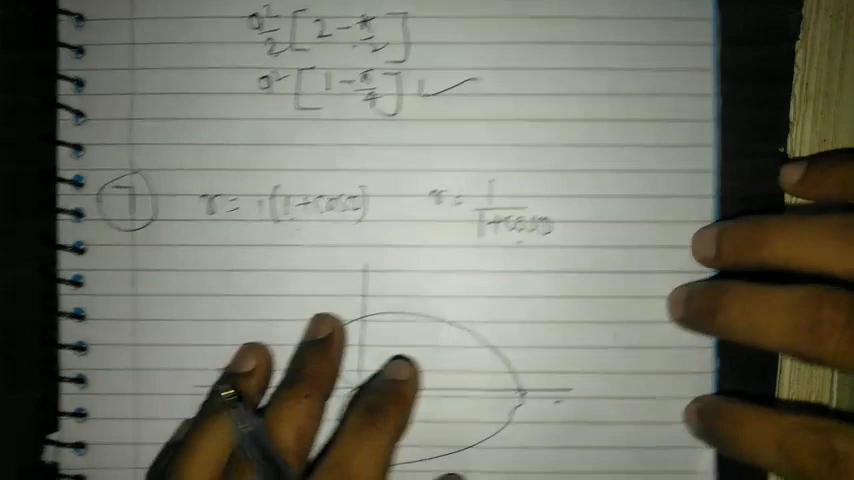 a²/2 [2 - π/2]
a² [1 - π/4]
7 r = 1(1+cosθ) r = 1/(1+cosθ)